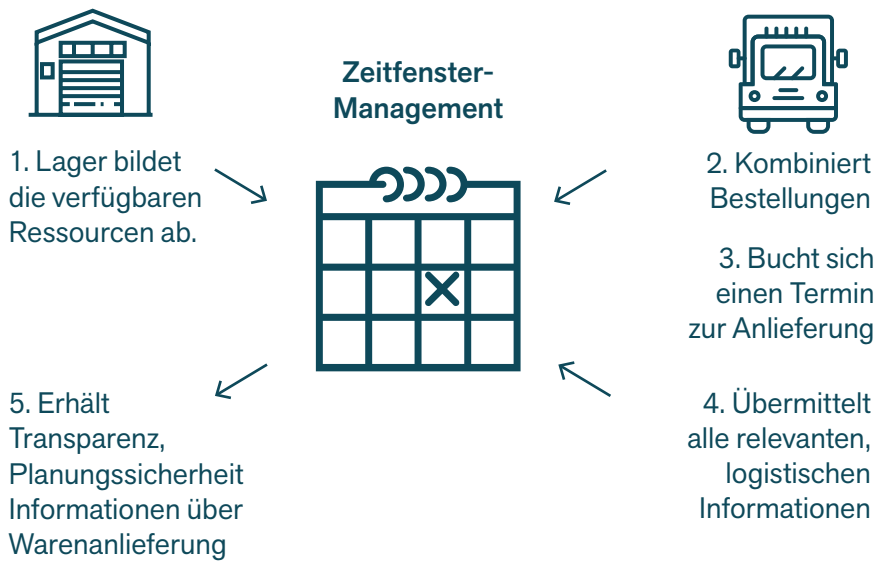 Zeitfenster-
Management
1. Lager bildet
die verfügbaren
Ressourcen ab.
2. Kombiniert
Bestellungen
3. Bucht sich
einen Termin
zur Anlieferung
4. Übermittelt
alle relevanten,
logistischen
Informationen
5. Erhält
Transparenz,
Planungssicherheit
Informationen über
Warenanlieferung